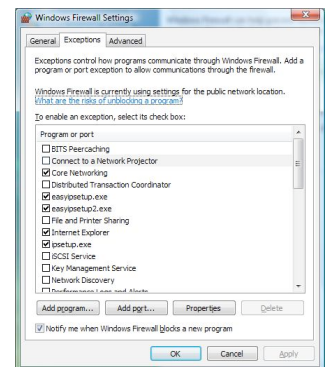 Windows Firewall Settings
General Exceptions Advanced
Exceptions control how programs communicate through Windows Firewall. Add a
program or port exception to allow communications through the firewall.
Windows Firewall is currently using settings for the public network location.
What are the risks of unblocking a program?
To enable an exception, select its check box:
Program or port
BITS Peercaching
Connect to a Network Projector
Core Networking
Distributed Transaction Coordinator
easyipsetup.exe
easyipsetup2.exe
File and Printer Sharing
Internet Explorer
ipsetup.exe
iSCSI Service
Key Management Service
Network Discovery
Performance Logs and Alerts
Add program... Add port... Properties Delete
Notify me when Windows Firewall blocks a new program
OK Cancel Apply